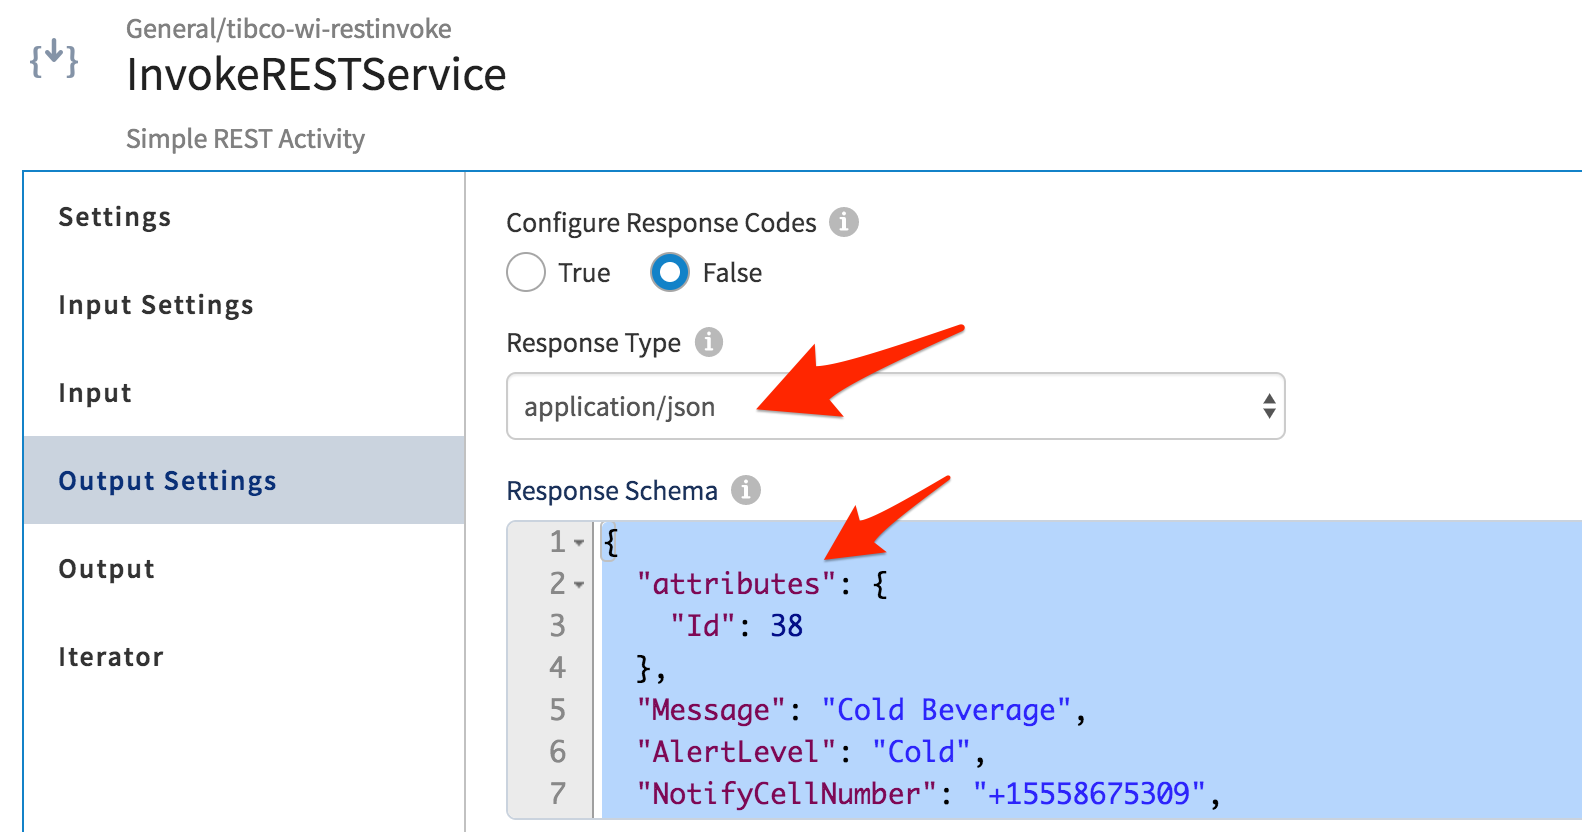 General/tibco-wi-restinvoke
InvokeRESTService
Simple REST Activity
Settings
Input Settings
Input
Output Settings
Output
Iterator
Configure Response Codes
True False
Response Type
application/json
Response Schema
1 {
2 "attributes": {
3 "Id": 38
4 },
5 "Message": "Cold Beverage",
6 "AlertLevel": "Cold",
7 "NotifyCellNumber": "+15558675309",